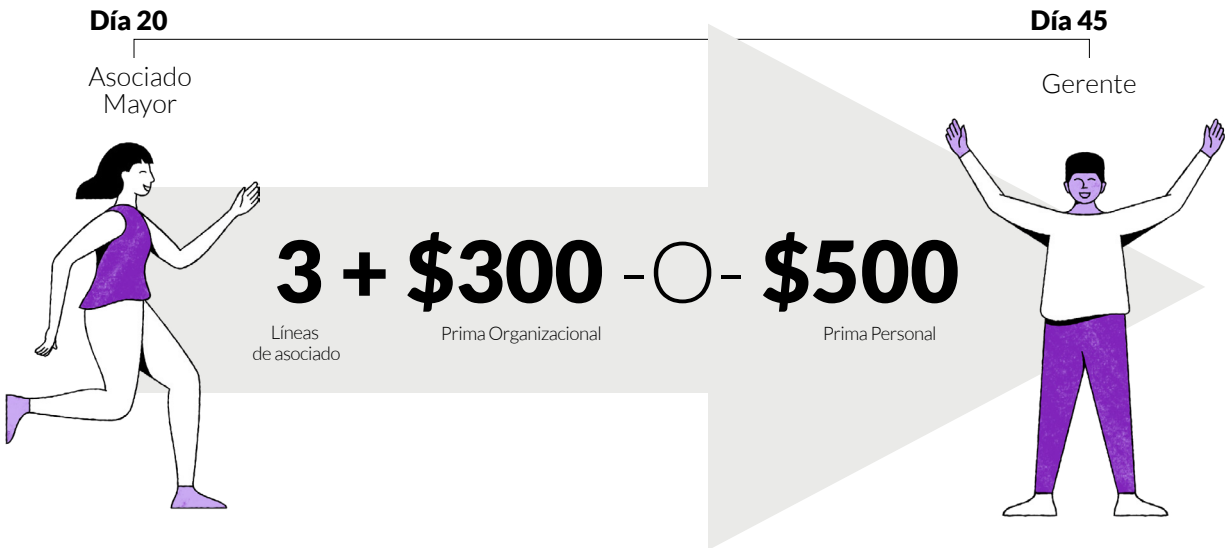 Día 20
Día 45
Asociado
Mayor
Gerente
3 + $300 -O- $500
Líneas
de asociado
Prima Organizacional
Prima Personal